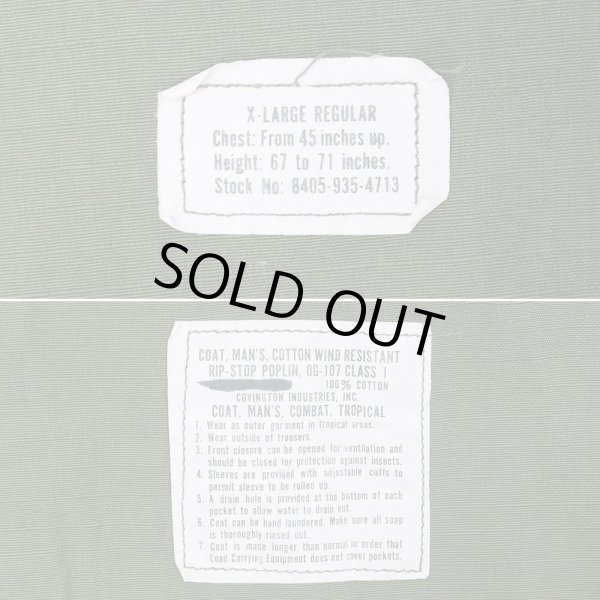 X-LARGE REGULAR
Chest: From 45 inches up.
Height: 67 to 71 inches.
Stock No: 8405-935-4713
SOLD OUT
COAT, MAN'S, COTTON WIND RESISTANT
RIP-STOP POPLIN, OG-107 CLASS 1
100% COTTON
COVINGTON INDUSTRIES, INC.
COAT, MAN'S, COMBAT, TROPICAL
1. Wear as outer garment in tropical areas.
2. Wear outside of trousers.
3. Front closure can be opened for ventilation and
should be closed for protection against insects.
4. Sleeves are provided with adjustable cuffs to
permit sleeve to be rolled up.
5. A drain hole is provided at the bottom of each
pocket to allow water to drain out.
6. Coat can be hand laundered. Make sure all soap
is thoroughly rinsed out.
7. Coat is made longer than normal in order that
Load Carrying Equipment does not cover pockets.